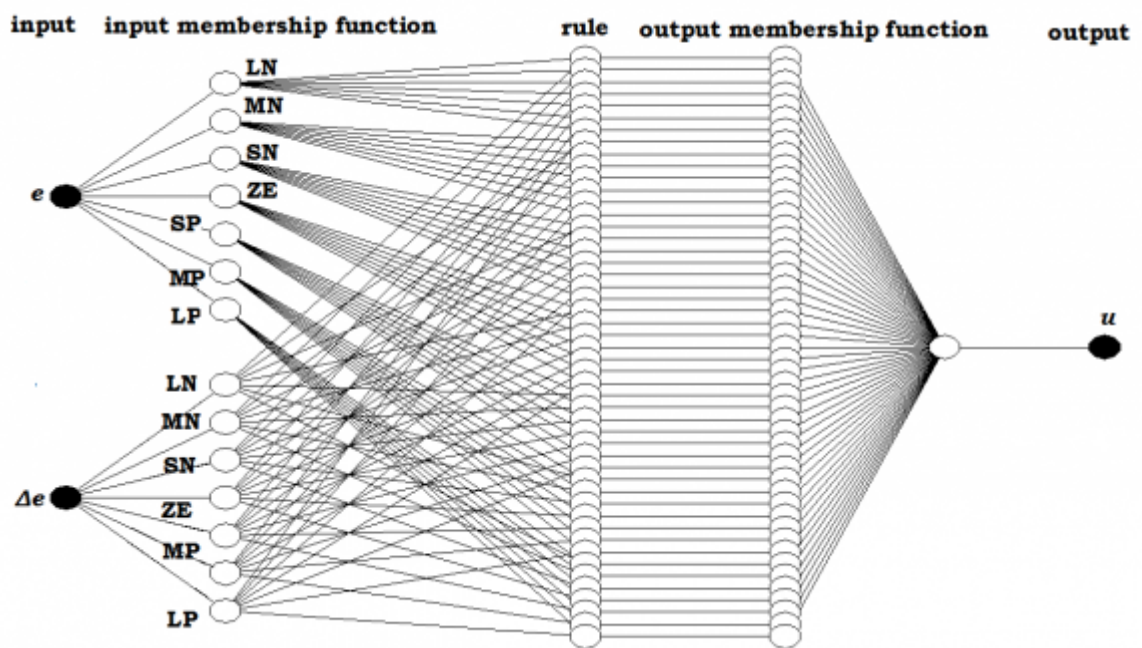 input input membership function rule output membership function output
LN
MN
SN
ZE
e
SP
MP
LP
u
LN
MN
SN
Δe
ZE
MP
LP